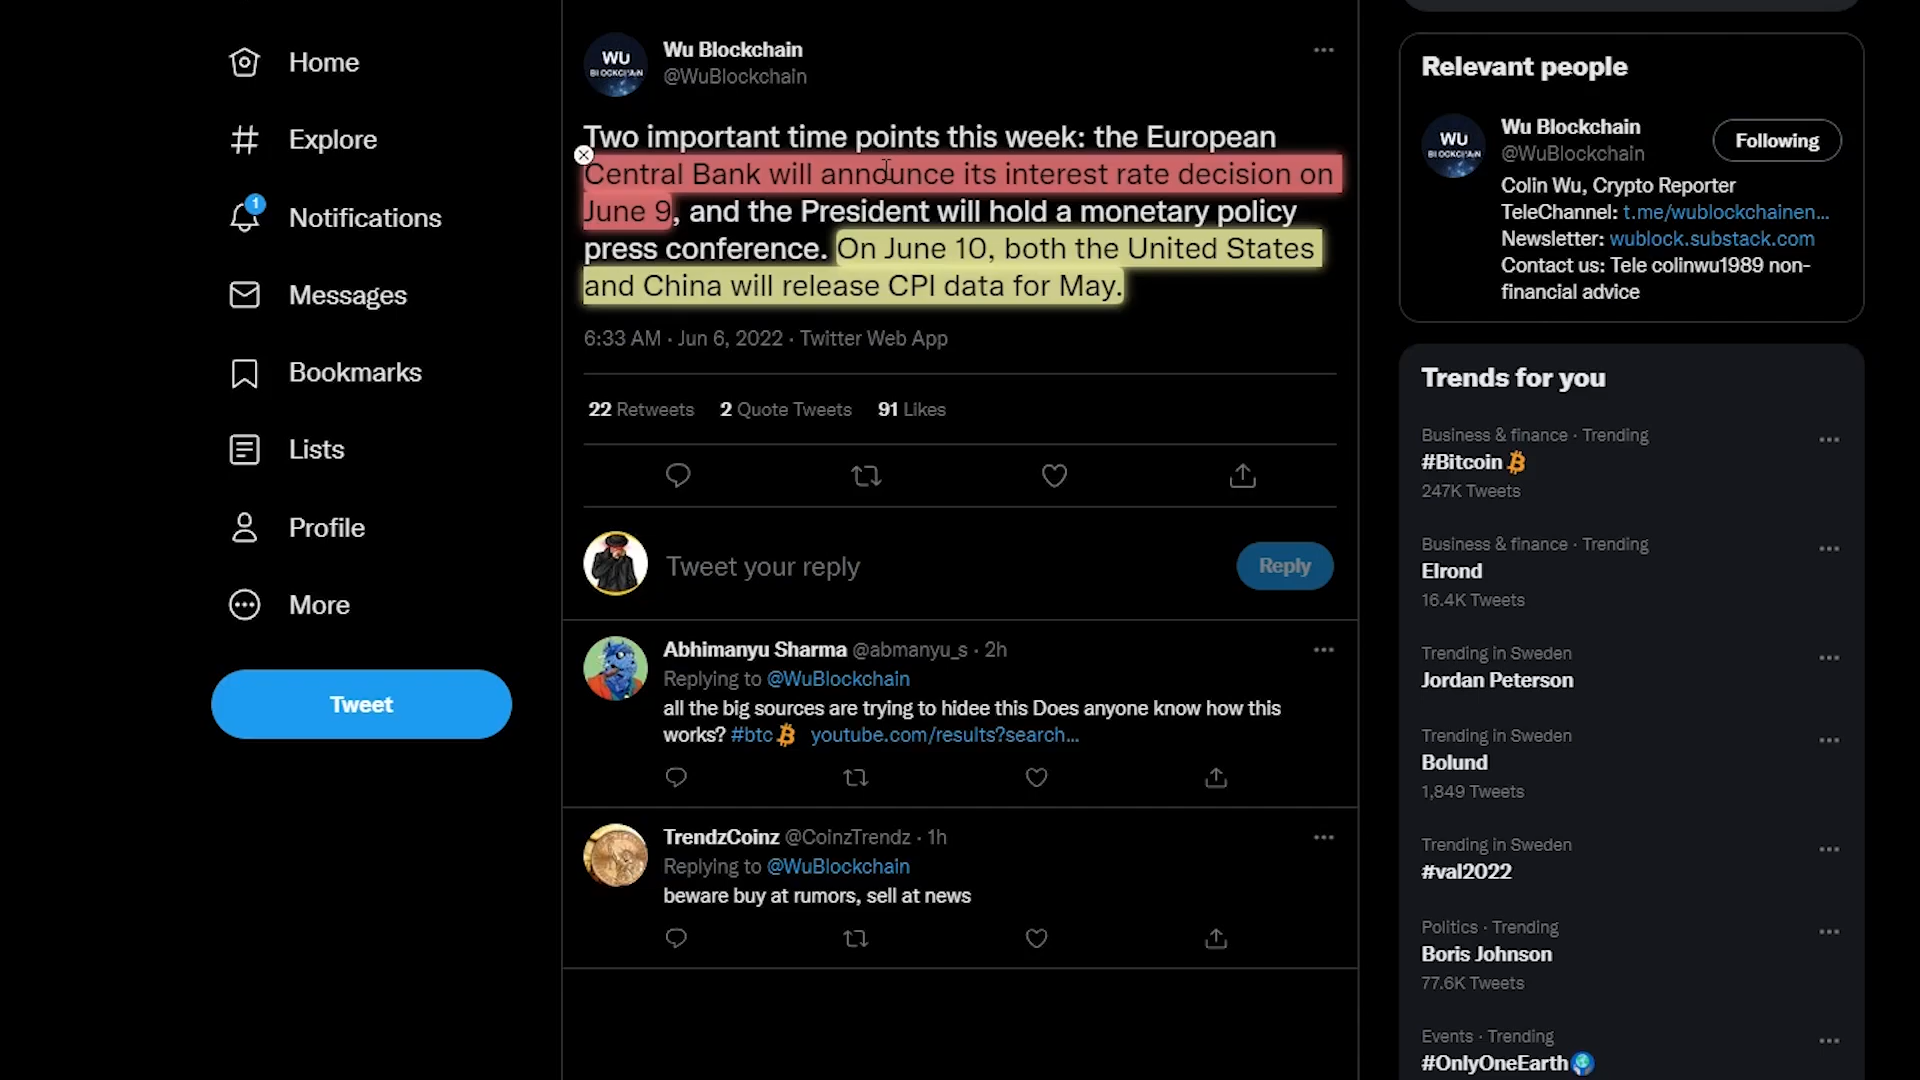 Home
Explore
1
Notifications
Messages
Bookmarks
Lists
Profile
More
Tweet
WU
BLOCKCHAIN
Wu Blockchain
@WuBlockchain
Two important time points this week: the European
Central Bank will announce its interest rate decision on
June 9, and the President will hold a monetary policy
press conference. On June 10, both the United States
and China will release CPI data for May.
6:33 AM · Jun 6, 2022 · Twitter Web App
22 Retweets 2 Quote Tweets 91 Likes
Tweet your reply
Reply
Abhimanyu Sharma @abmanyu_s · 2h
Replying to @WuBlockchain
all the big sources are trying to hidee this Does anyone know how this
works? #btc youtube.com/results?search...
TrendzCoinz @CoinzTrendz · 1h
Replying to @WuBlockchain
beware buy at rumors, sell at news
Relevant people
WU
BLOCKCHAIN
Wu Blockchain
@WuBlockchain
Following
Colin Wu, Crypto Reporter
TeleChannel: t.me/wublockchainen...
Newsletter: wublock.substack.com
Contact us: Tele colinwu1989 non-
financial advice
Trends for you
Business & finance · Trending
#Bitcoin
247K Tweets
Business & finance · Trending
Elrond
16.4K Tweets
Trending in Sweden
Jordan Peterson
Trending in Sweden
Bolund
1,849 Tweets
Trending in Sweden
#val2022
Politics · Trending
Boris Johnson
77.6K Tweets
Events · Trending
#OnlyOneEarth